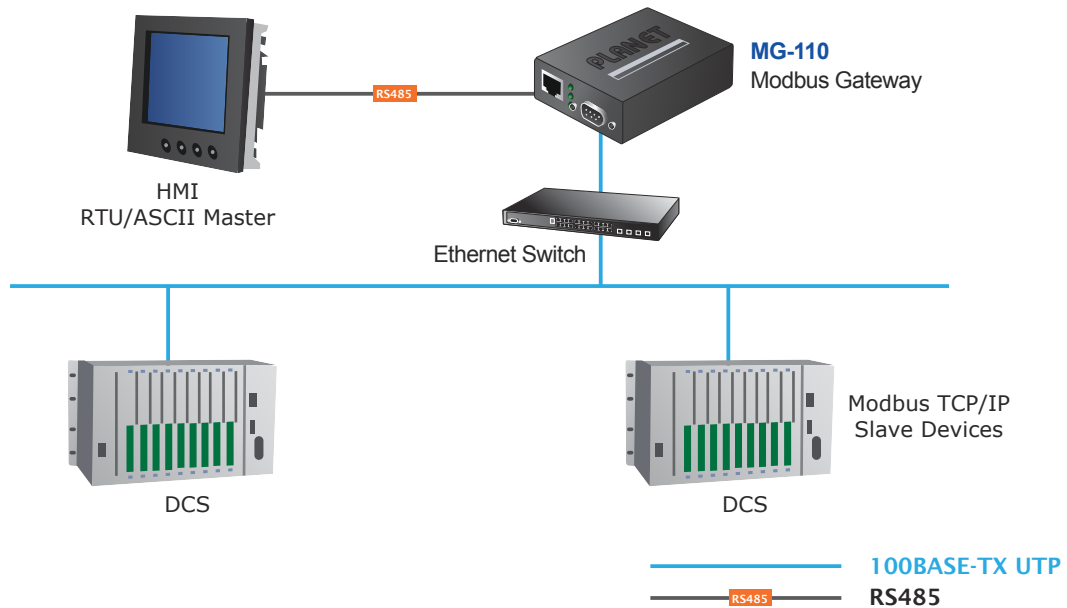 PLANET
MG-110
Modbus Gateway
RS485
HMI
RTU/ASCII Master
Ethernet Switch
Modbus TCP/IP
Slave Devices
DCS
DCS
100BASE-TX UTP
RS485
RS485